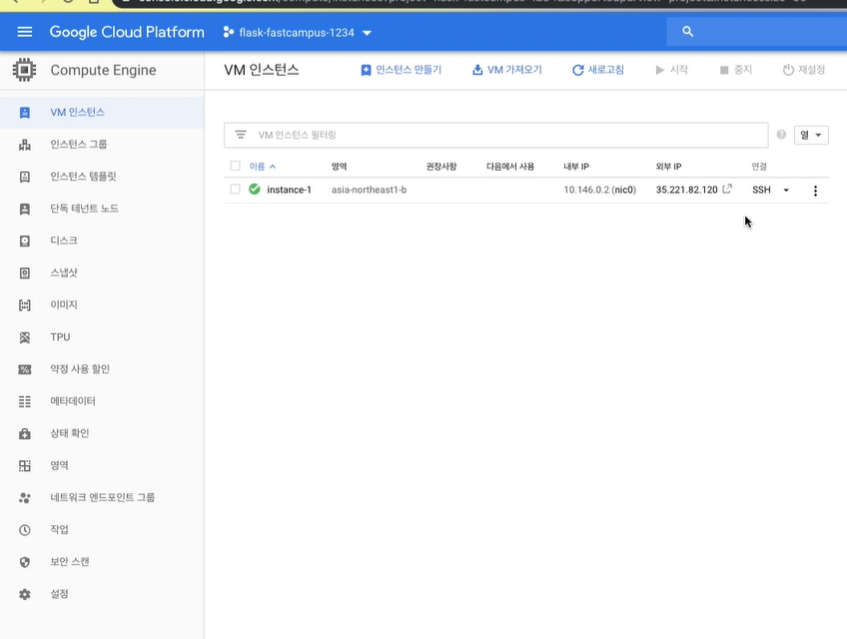 Google Cloud Platform
flask-fastcampus-1234
Compute Engine
VM 인스턴스
인스턴스 만들기
VM 가져오기
새로고침
시작
중지
재설정
VM 인스턴스
인스턴스 그룹
인스턴스 템플릿
단독 테넌트 노드
디스크
스냅샷
이미지
TPU
약정 사용 할인
메타데이터
상태 확인
영역
네트워크 엔드포인트 그룹
작업
보안 스캔
설정
VM 인스턴스 필터링
열
이름 영역 권장사항 다음에서 사용 내부 IP 외부 IP 연결
instance-1 asia-northeast1-b 10.146.0.2 (nic0) 35.221.82.120 SSH